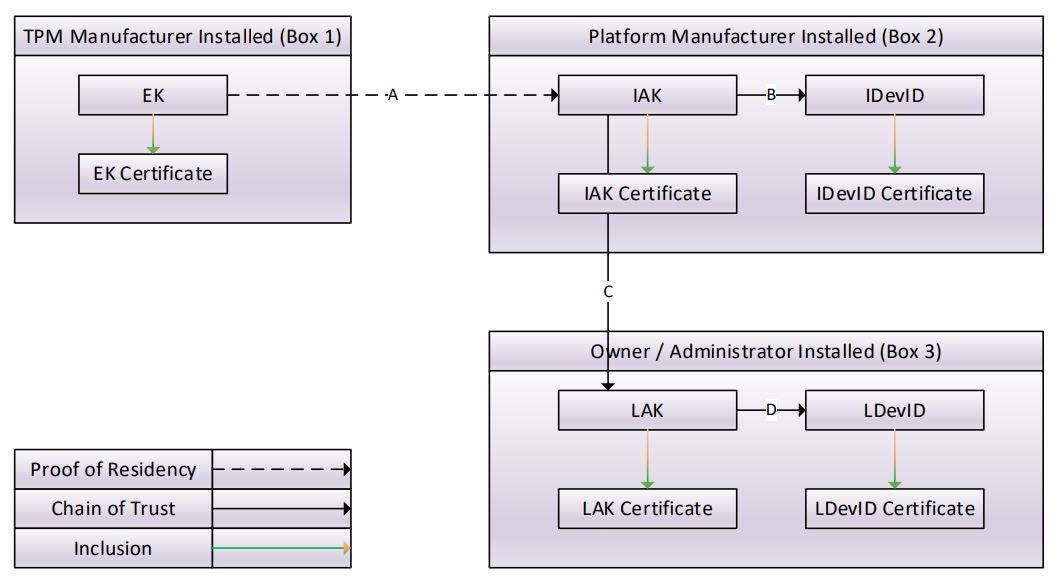 TPM Manufacturer Installed (Box 1)
EK
EK Certificate
A
Platform Manufacturer Installed (Box 2)
IAK
B
IDevID
IAK Certificate
IDevID Certificate
C
Owner / Administrator Installed (Box 3)
LAK
D
LDevID
LAK Certificate
LDevID Certificate
Proof of Residency
Chain of Trust
Inclusion